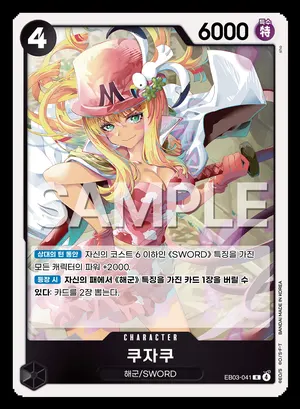 4
6000
특수
特
M
SAMPLE
상대의 턴 동안 자신의 코스트 6 이하인 《SWORD》 특징을 가진
모든 캐릭터의 파워 +2000.
등장 시 자신의 패에서 《해군》 특징을 가진 카드 1장을 버릴 수
있다: 카드를 2장 뽑는다.
CHARACTER
쿠자쿠
해군/SWORD
EB03-041 R 4
BANDAI MADE IN KOREA